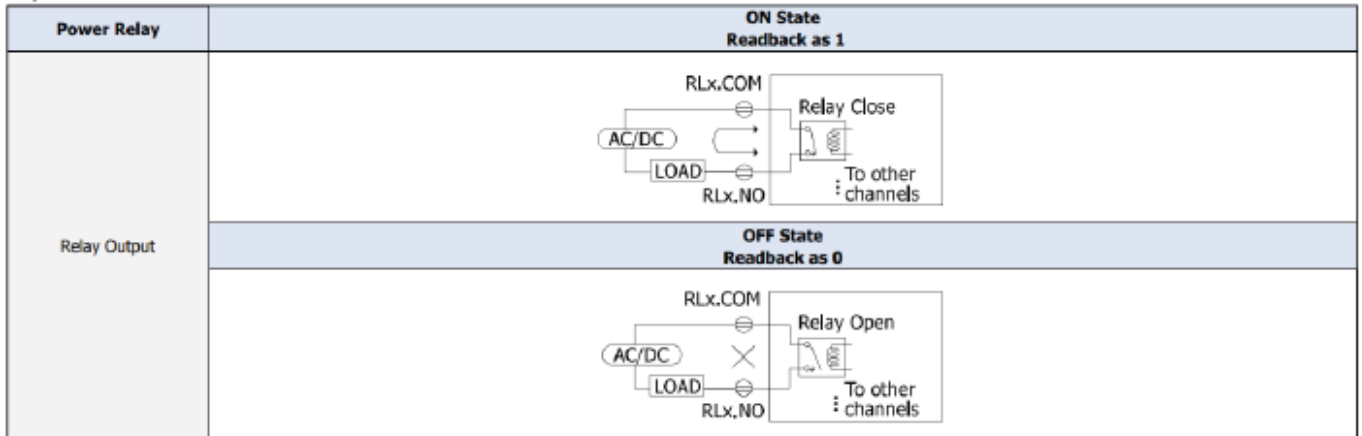 Power Relay
ON State
Readback as 1
RLx.COM
Relay Close
AC/DC
LOAD
To other
channels
RLx.NO
Relay Output
OFF State
Readback as 0
RLx.COM
Relay Open
AC/DC
LOAD
To other
channels
RLx.NO